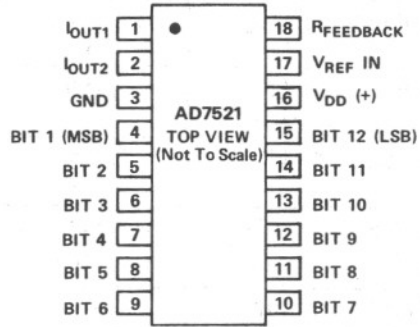 IOUT1 1 18 RFEEDBACK
IOUT2 2 17 VREF IN
GND 3 16 VDD (+)
AD7521
BIT 1 (MSB) 4 TOP VIEW 15 BIT 12 (LSB)
(Not To Scale)
BIT 2 5 14 BIT 11
BIT 3 6 13 BIT 10
BIT 4 7 12 BIT 9
BIT 5 8 11 BIT 8
BIT 6 9 10 BIT 7